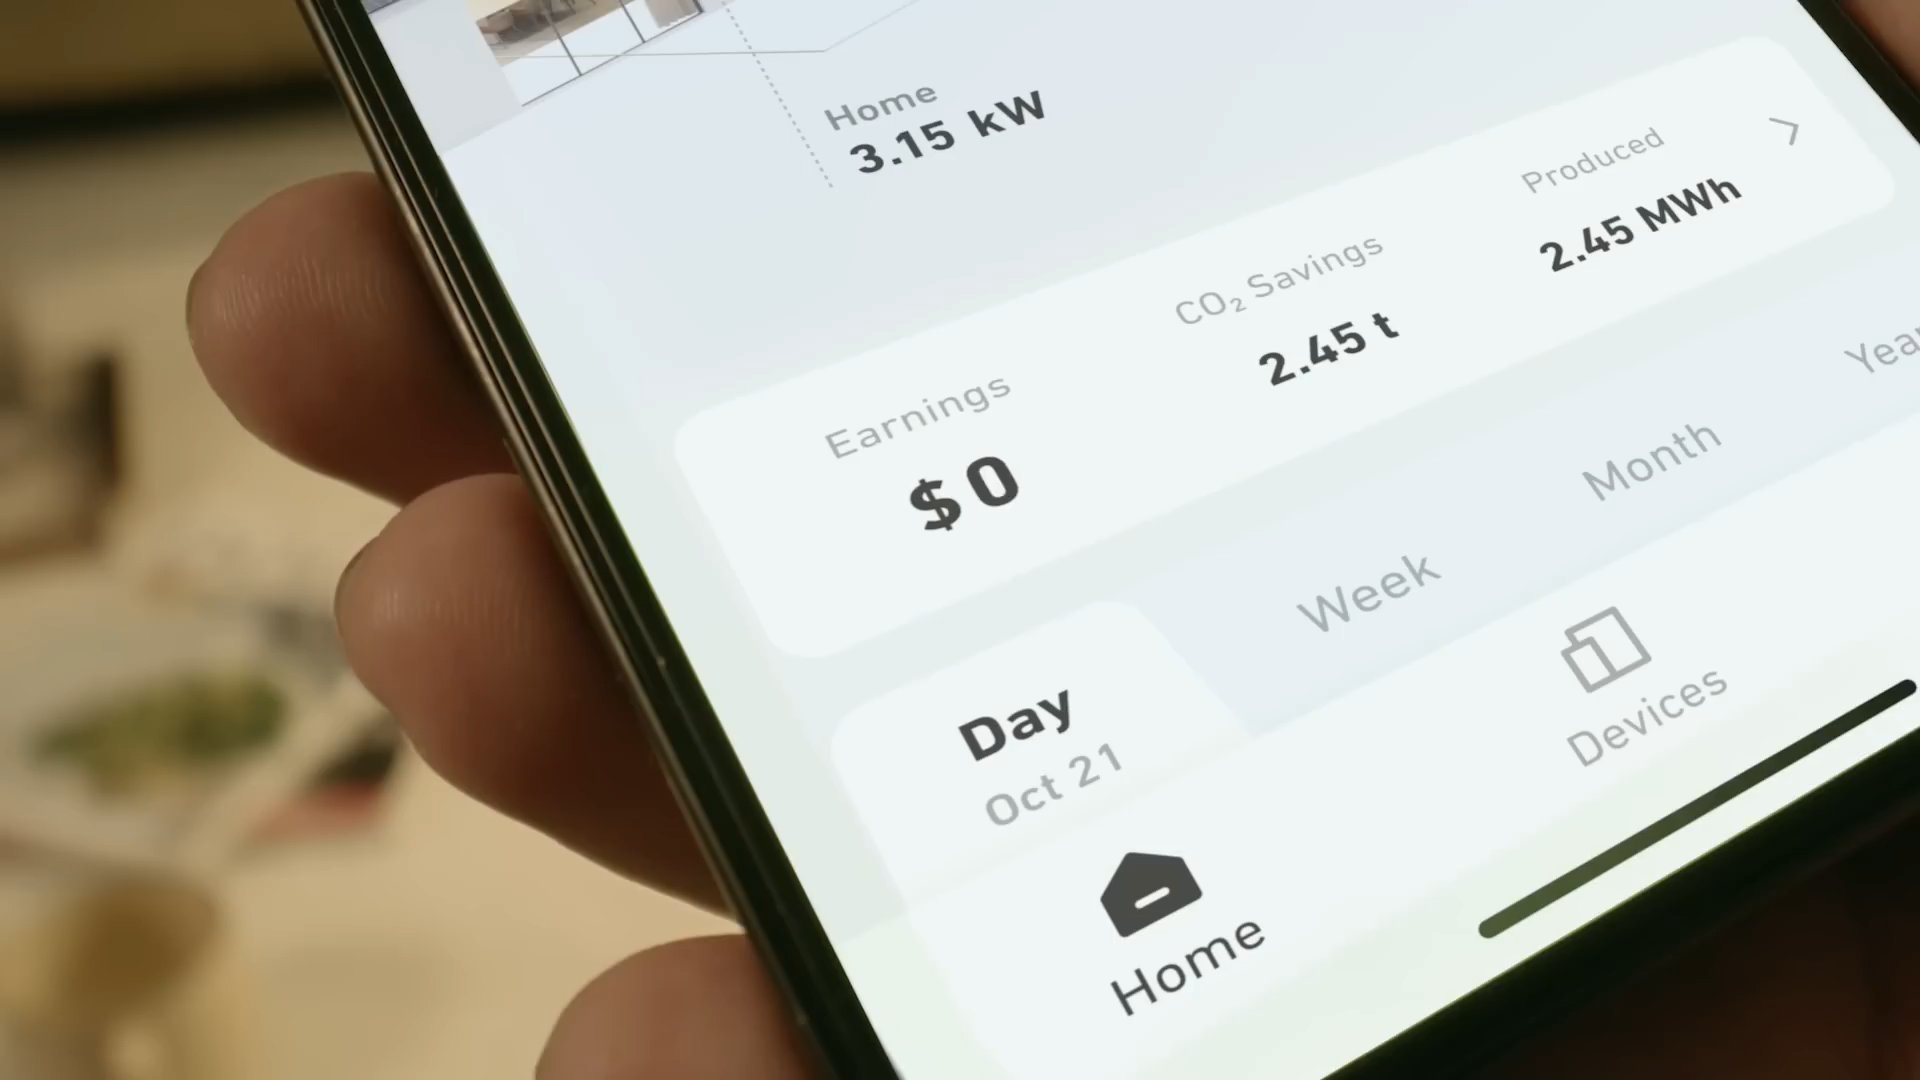 Home
3.15 kW
Earnings
$0
CO₂ Savings
2.45 t
Produced
2.45 MWh
Day
Oct 21
Week
Month
Home
Devices